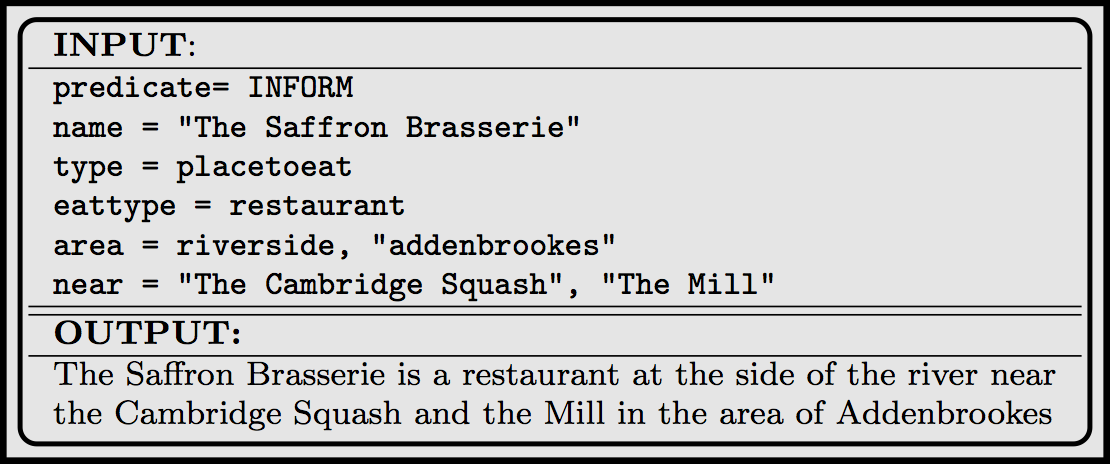 INPUT:
predicate= INFORM
name = "The Saffron Brasserie"
type = placetoeat
eattype = restaurant
area = riverside, "addenbrookes"
near = "The Cambridge Squash", "The Mill"
OUTPUT:
The Saffron Brasserie is a restaurant at the side of the river near
the Cambridge Squash and the Mill in the area of Addenbrookes